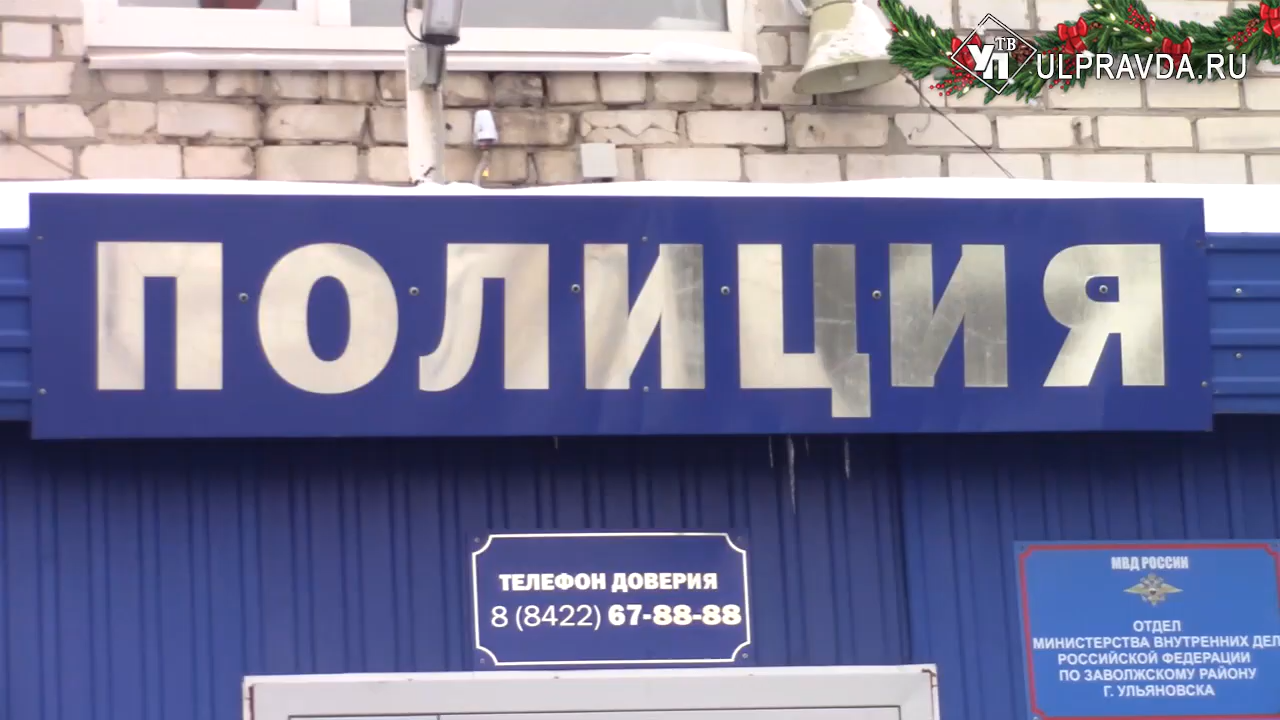 УП ТВ ULPRAVDA.RU
ПОЛИЦИЯ
ТЕЛЕФОН ДОВЕРИЯ
8 (8422) 67-88-88
МВД РОССИИ
ОТДЕЛ
МИНИСТЕРСТВА ВНУТРЕННИХ ДЕЛ
РОССИЙСКОЙ ФЕДЕРАЦИИ
ПО ЗАВОЛЖСКОМУ РАЙОНУ
Г. УЛЬЯНОВСКА